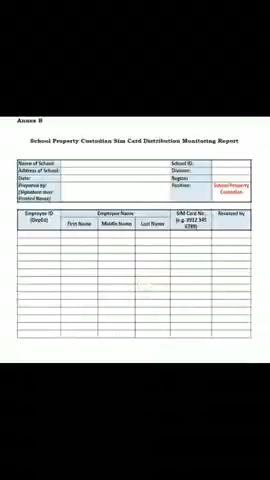 Annex B
School Property Custodian Sim Card Distribution Monitoring Report
Name of School: School ID:
Address of School: Division:
Date: Region:
Prepared by: Position: School Property
(Signature over Custodian
Printed Name)
Employee ID Employee Name SIM Card No. Received by
(DepEd) First Name Middle Name Last Name (e.g. 0912 345
6789)